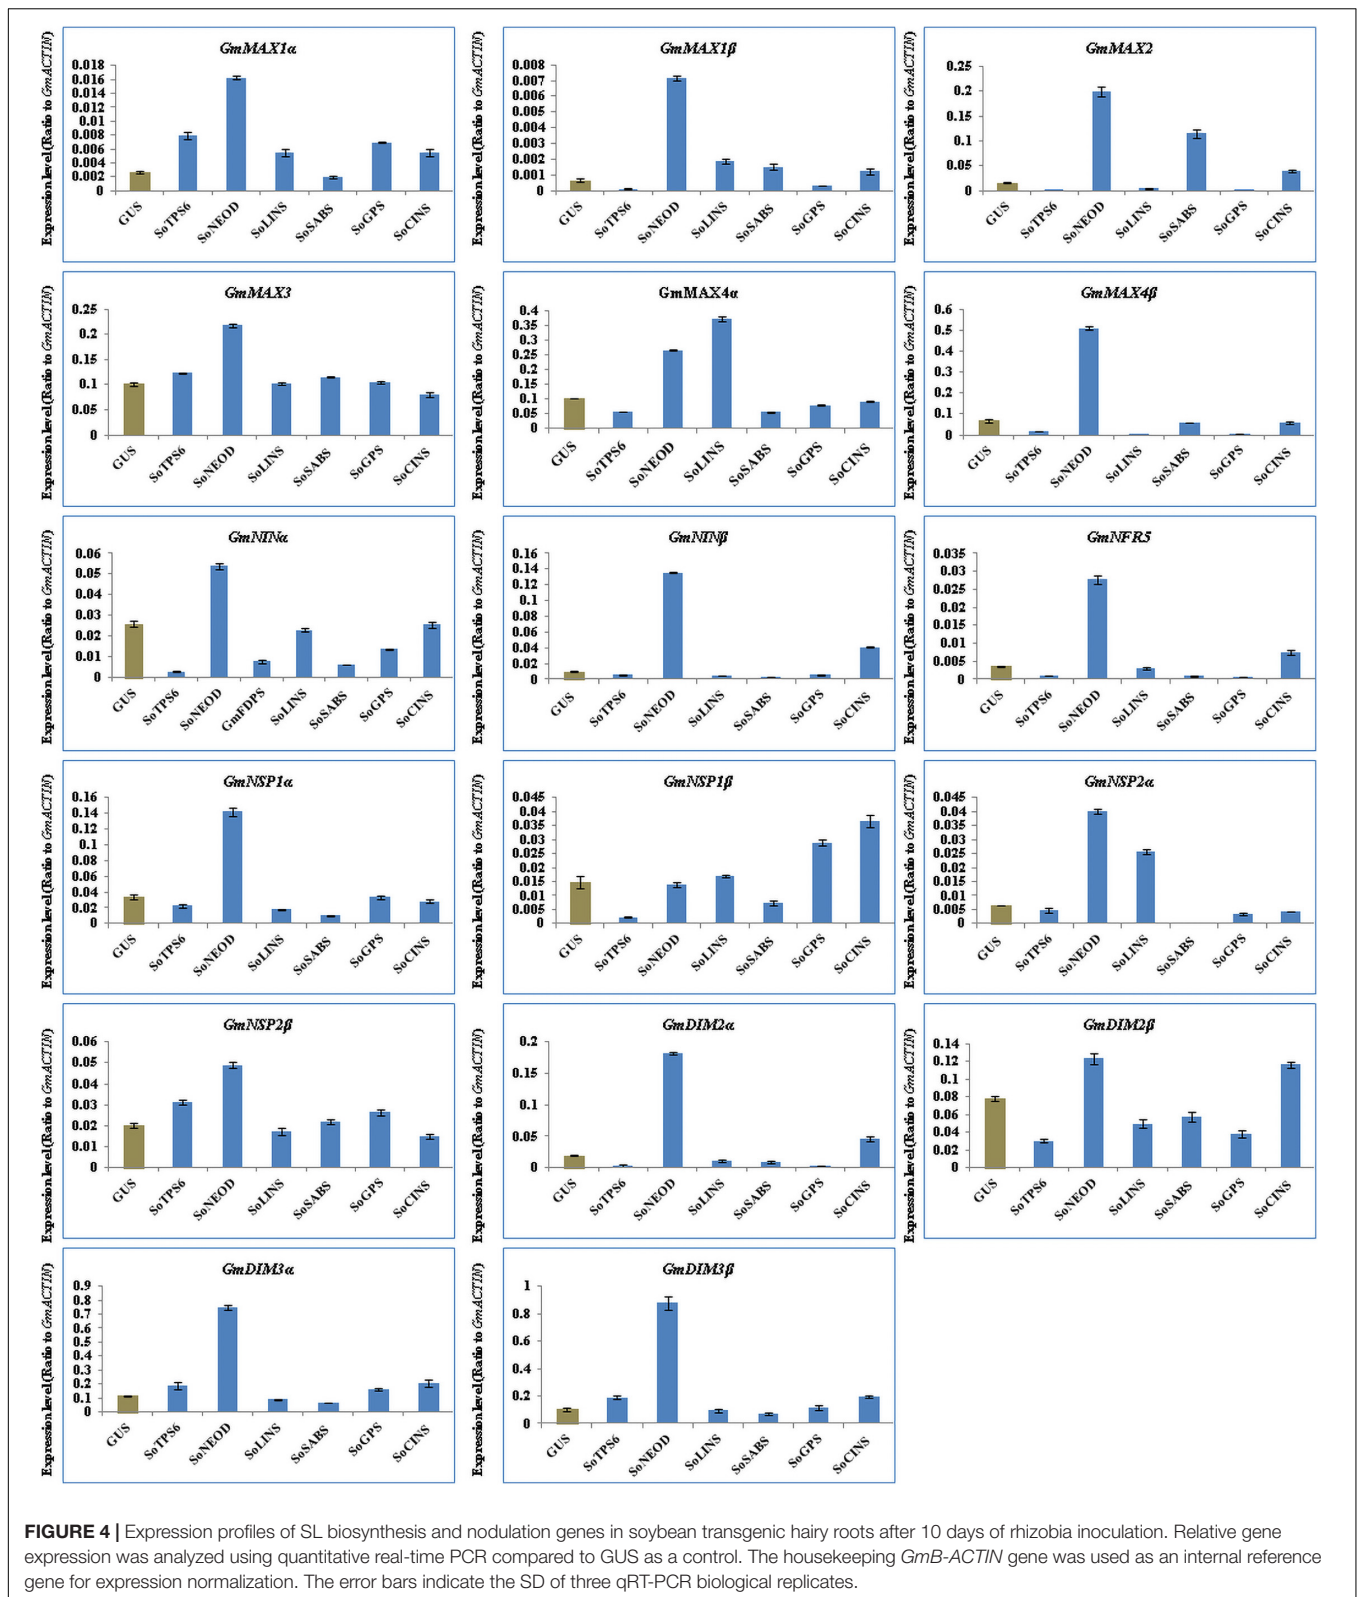 GmMAX1α
Expression level (Ratio to GmACTIN)
0.018
0.016
0.014
0.012
0.01
0.008
0.006
0.004
0.002
0
GUS
SoTPS6
SoNEOD
SoLINS
SoSABS
SoGPS
SoCINS
GmMAX1β
Expression level (Ratio to GmACTIN)
0.008
0.007
0.006
0.005
0.004
0.003
0.002
0.001
0
GUS
SoTPS6
SoNEOD
SoLINS
SoSABS
SoGPS
SoCINS
GmMAX2
Expression level (Ratio to GmACTIN)
0.25
0.2
0.15
0.1
0.05
0
GUS
SoTPS6
SoNEOD
SoLINS
SoSABS
SoGPS
SoCINS
GmMAX3
Expression level (Ratio to GmACTIN)
0.25
0.2
0.15
0.1
0.05
0
GUS
SoTPS6
SoNEOD
SoLINS
SoSABS
SoGPS
SoCINS
GmMAX4α
Expression level (Ratio to GmACTIN)
0.4
0.35
0.3
0.25
0.2
0.15
0.1
0.05
0
GUS
SoTPS6
SoNEOD
SoLINS
SoSABS
SoGPS
SoCINS
GmMAX4β
Expression level (Ratio to GmACTIN)
0.6
0.5
0.4
0.3
0.2
0.1
0
GUS
SoTPS6
SoNEOD
SoLINS
SoSABS
SoGPS
SoCINS
GmNINα
Expression level (Ratio to GmACTIN)
0.06
0.05
0.04
0.03
0.02
0.01
0
GUS
SoTPS6
SoNEOD
GmFDPS
SoLINS
SoSABS
SoGPS
SoCINS
GmNINβ
Expression level (Ratio to GmACTIN)
0.16
0.14
0.12
0.1
0.08
0.06
0.04
0.02
0
GUS
SoTPS6
SoNEOD
SoLINS
SoSABS
SoGPS
SoCINS
GmNFR5
Expression level (Ratio to GmACTIN)
0.035
0.03
0.025
0.02
0.015
0.01
0.005
0
GUS
SoTPS6
SoNEOD
SoLINS
SoSABS
SoGPS
SoCINS
GmNSP1α
Expression level (Ratio to GmACTIN)
0.16
0.14
0.12
0.1
0.08
0.06
0.04
0.02
0
GUS
SoTPS6
SoNEOD
SoLINS
SoSABS
SoGPS
SoCINS
GmNSP1β
Expression level (Ratio to GmACTIN)
0.045
0.04
0.035
0.03
0.025
0.02
0.015
0.01
0.005
0
GUS
SoTPS6
SoNEOD
SoLINS
SoSABS
SoGPS
SoCINS
GmNSP2α
Expression level (Ratio to GmACTIN)
0.045
0.04
0.035
0.03
0.025
0.02
0.015
0.01
0.005
0
GUS
SoTPS6
SoNEOD
SoLINS
SoSABS
SoGPS
SoCINS
GmNSP2β
Expression level (Ratio to GmACTIN)
0.06
0.05
0.04
0.03
0.02
0.01
0
GUS
SoTPS6
SoNEOD
SoLINS
SoSABS
SoGPS
SoCINS
GmDIM2α
Expression level (Ratio to GmACTIN)
0.2
0.15
0.1
0.05
0
GUS
SoTPS6
SoNEOD
SoLINS
SoSABS
SoGPS
SoCINS
GmDIM2β
Expression level (Ratio to GmACTIN)
0.14
0.12
0.1
0.08
0.06
0.04
0.02
0
GUS
SoTPS6
SoNEOD
SoLINS
SoSABS
SoGPS
SoCINS
GmDIM3α
Expression level (Ratio to GmACTIN)
0.9
0.8
0.7
0.6
0.5
0.4
0.3
0.2
0.1
0
GUS
SoTPS6
SoNEOD
SoLINS
SoSABS
SoGPS
SoCINS
GmDIM3β
Expression level (Ratio to GmACTIN)
1
0.8
0.6
0.4
0.2
0
GUS
SoTPS6
SoNEOD
SoLINS
SoSABS
SoGPS
SoCINS
FIGURE 4 | Expression profiles of SL biosynthesis and nodulation genes in soybean transgenic hairy roots after 10 days of rhizobia inoculation. Relative gene
expression was analyzed using quantitative real-time PCR compared to GUS as a control. The housekeeping GmB-ACTIN gene was used as an internal reference
gene for expression normalization. The error bars indicate the SD of three qRT-PCR biological replicates.